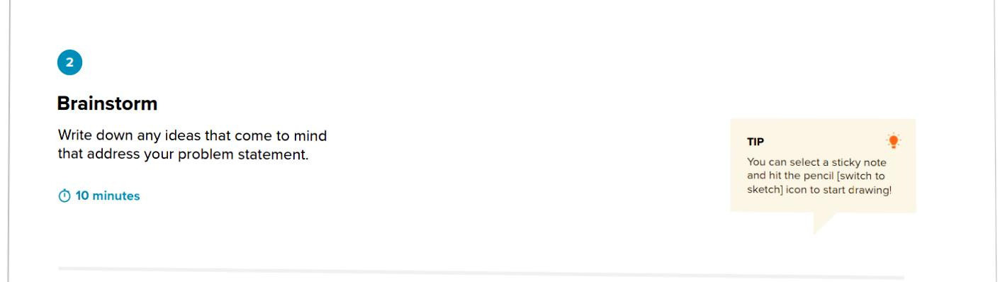 2
Brainstorm
Write down any ideas that come to mind
that address your problem statement.
10 minutes
TIP
You can select a sticky note
and hit the pencil [switch to
sketch] icon to start drawing!